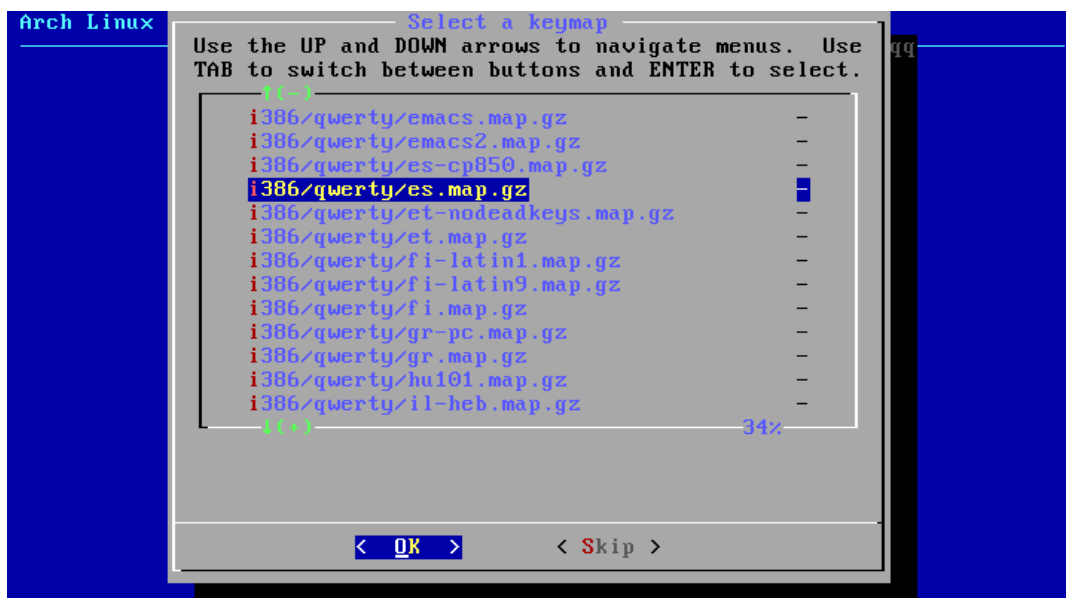 Arch Linux
Select a keymap
Use the UP and DOWN arrows to navigate menus.  Use
TAB to switch between buttons and ENTER to select.
qq
↑(-)
i386/qwerty/emacs.map.gz -
i386/qwerty/emacs2.map.gz -
i386/qwerty/es-cp850.map.gz -
i386/qwerty/es.map.gz -
i386/qwerty/et-nodeadkeys.map.gz -
i386/qwerty/et.map.gz -
i386/qwerty/fi-latin1.map.gz -
i386/qwerty/fi-latin9.map.gz -
i386/qwerty/fi.map.gz -
i386/qwerty/gr-pc.map.gz -
i386/qwerty/gr.map.gz -
i386/qwerty/hu101.map.gz -
i386/qwerty/il-heb.map.gz -
↓(+) 34%
< OK > < Skip >